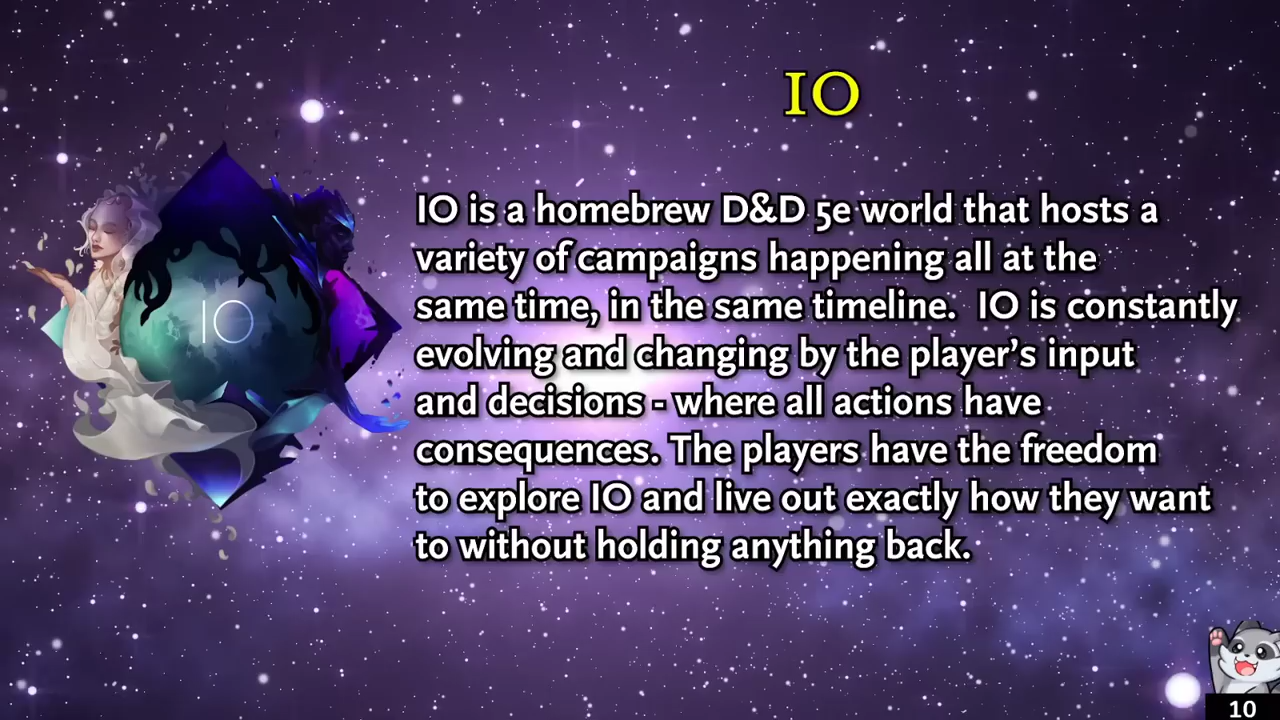 IO
IO
IO is a homebrew D&D 5e world that hosts a
variety of campaigns happening all at the
same time, in the same timeline.  IO is constantly
evolving and changing by the player’s input
and decisions - where all actions have
consequences. The players have the freedom
to explore IO and live out exactly how they want
to without holding anything back.
10